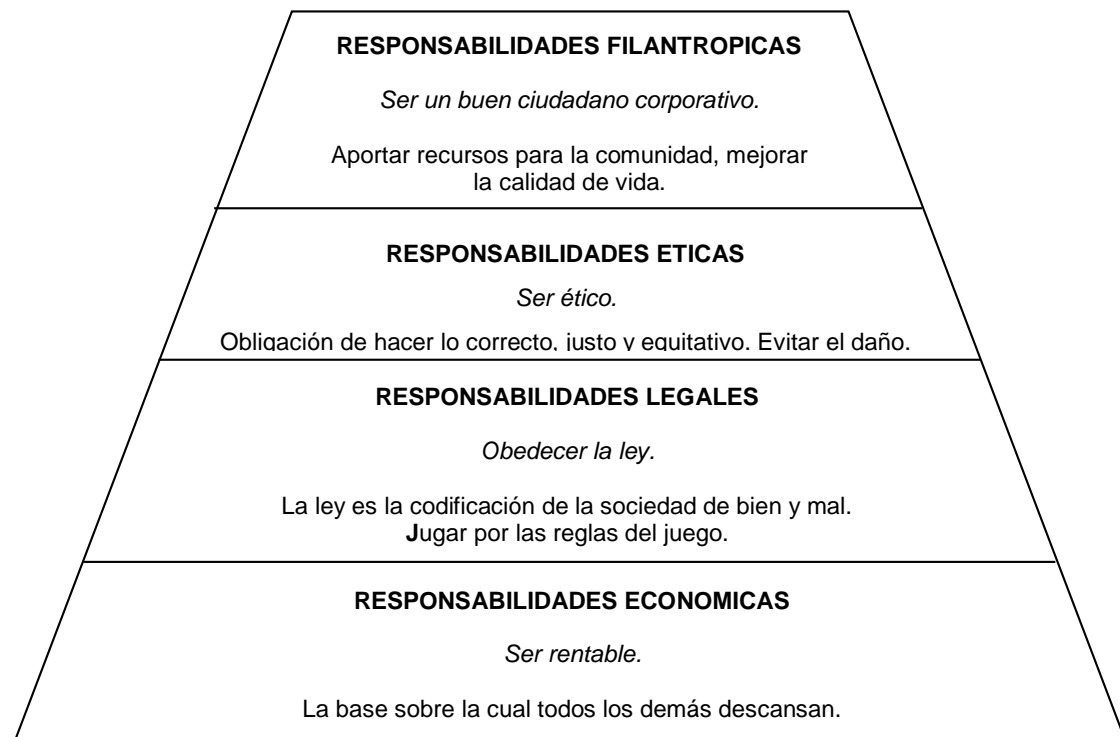 RESPONSABILIDADES FILANTROPICAS
Ser un buen ciudadano corporativo.
Aportar recursos para la comunidad, mejorar
la calidad de vida.
RESPONSABILIDADES ETICAS
Ser ético.
Obligación de hacer lo correcto, justo y equitativo. Evitar el daño.
RESPONSABILIDADES LEGALES
Obedecer la ley.
La ley es la codificación de la sociedad de bien y mal.
Jugar por las reglas del juego.
RESPONSABILIDADES ECONOMICAS
Ser rentable.
La base sobre la cual todos los demás descansan.